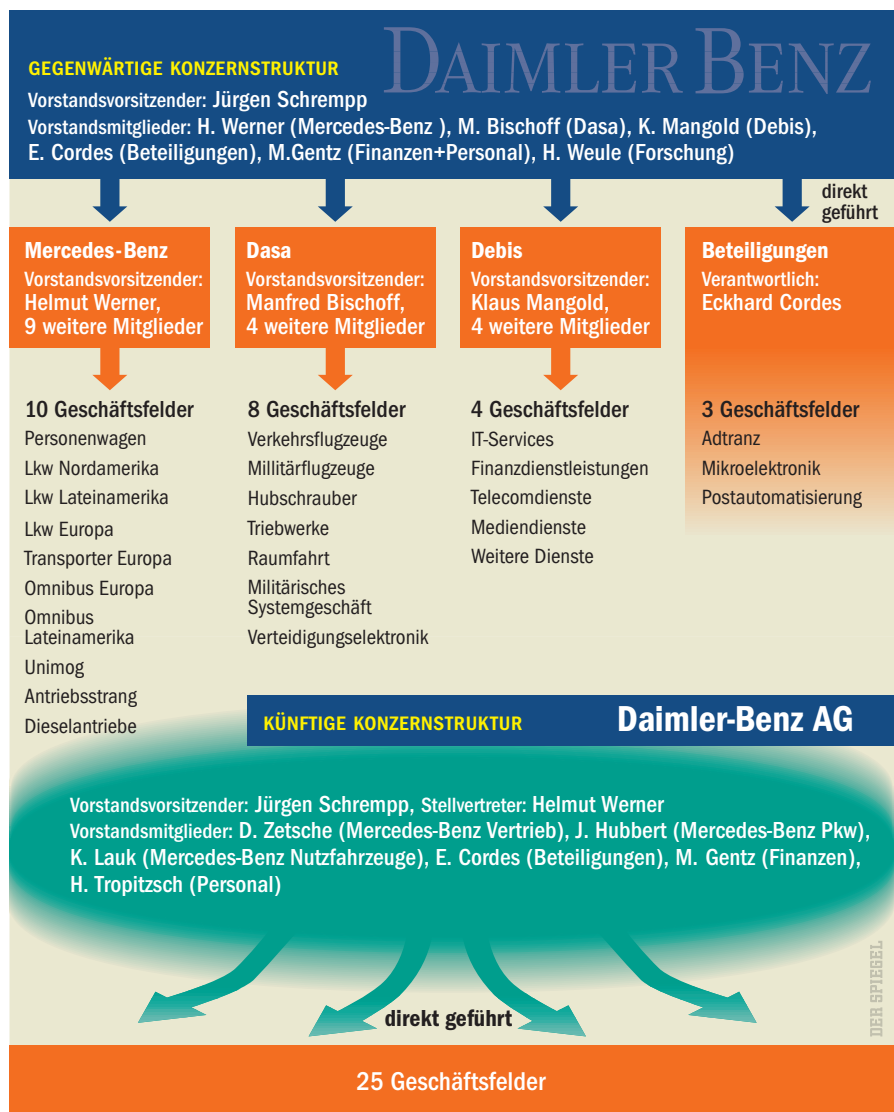 DAIMLER BENZ
GEGENWÄRTIGE KONZERNSTRUKTUR
Vorstandsvorsitzender: Jürgen Schrempp
Vorstandsmitglieder: H. Werner (Mercedes-Benz ), M. Bischoff (Dasa), K. Mangold (Debis),
E. Cordes (Beteiligungen), M.Gentz (Finanzen+Personal), H. Weule (Forschung)
direkt
geführt
Mercedes-Benz
Vorstandsvorsitzender:
Helmut Werner,
9 weitere Mitglieder
10 Geschäftsfelder
Personenwagen
Lkw Nordamerika
Lkw Lateinamerika
Lkw Europa
Transporter Europa
Omnibus Europa
Omnibus
Lateinamerika
Unimog
Antriebsstrang
Dieselantriebe
Dasa
Vorstandsvorsitzender:
Manfred Bischoff,
4 weitere Mitglieder
8 Geschäftsfelder
Verkehrsflugzeuge
Millitärflugzeuge
Hubschrauber
Triebwerke
Raumfahrt
Militärisches
Systemgeschäft
Verteidigungselektronik
Debis
Vorstandsvorsitzender:
Klaus Mangold,
4 weitere Mitglieder
4 Geschäftsfelder
IT-Services
Finanzdienstleistungen
Telecomdienste
Mediendienste
Weitere Dienste
Beteiligungen
Verantwortlich:
Eckhard Cordes
3 Geschäftsfelder
Adtranz
Mikroelektronik
Postautomatisierung
KÜNFTIGE KONZERNSTRUKTUR Daimler-Benz AG
Vorstandsvorsitzender: Jürgen Schrempp, Stellvertreter: Helmut Werner
Vorstandsmitglieder: D. Zetsche (Mercedes-Benz Vertrieb), J. Hubbert (Mercedes-Benz Pkw),
K. Lauk (Mercedes-Benz Nutzfahrzeuge), E. Cordes (Beteiligungen), M. Gentz (Finanzen),
H. Tropitzsch (Personal)
direkt geführt
DER SPIEGEL
25 Geschäftsfelder